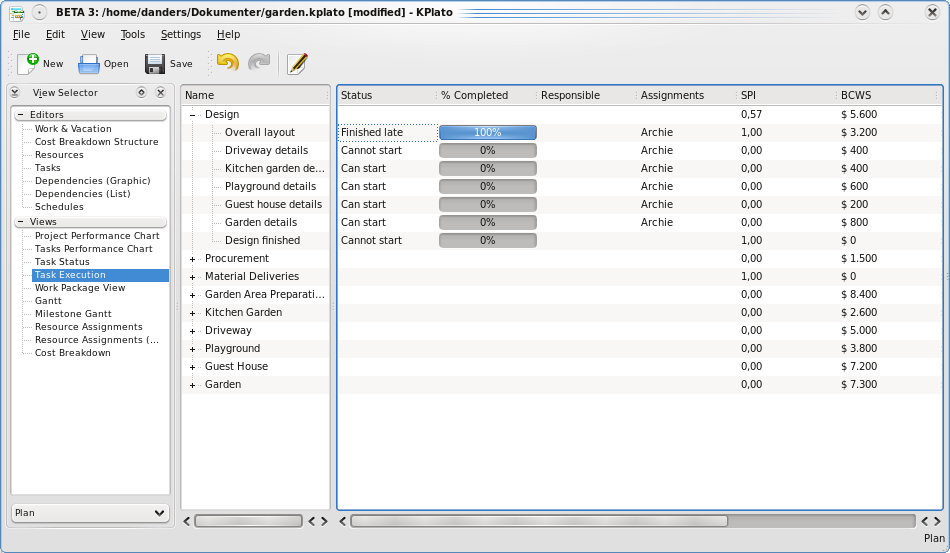 BETA 3: /home/danders/Dokumenter/garden.kplato [modified] - KPlato
File Edit View Tools Settings Help
New Open Save
View Selector
Editors
Work & Vacation
Cost Breakdown Structure
Resources
Tasks
Dependencies (Graphic)
Dependencies (List)
Schedules
Views
Project Performance Chart
Tasks Performance Chart
Task Status
Task Execution
Work Package View
Gantt
Milestone Gantt
Resource Assignments
Resource Assignments (...
Cost Breakdown
Plan
Name Status % Completed Responsible Assignments SPI BCWS
Design 0,57 $ 5.600
Overall layout Finished late 100% Archie 1,00 $ 3.200
Driveway details Cannot start 0% Archie 0,00 $ 400
Kitchen garden de... Can start 0% Archie 0,00 $ 400
Playground details Can start 0% Archie 0,00 $ 600
Guest house details Can start 0% Archie 0,00 $ 200
Garden details Can start 0% Archie 0,00 $ 800
Design finished Cannot start 0% 1,00 $ 0
Procurement 0,00 $ 1.500
Material Deliveries 1,00 $ 0
Garden Area Preparati... 0,00 $ 8.400
Kitchen Garden 0,00 $ 2.600
Driveway 0,00 $ 5.000
Playground 0,00 $ 3.800
Guest House 0,00 $ 7.200
Garden 0,00 $ 7.300
Plan